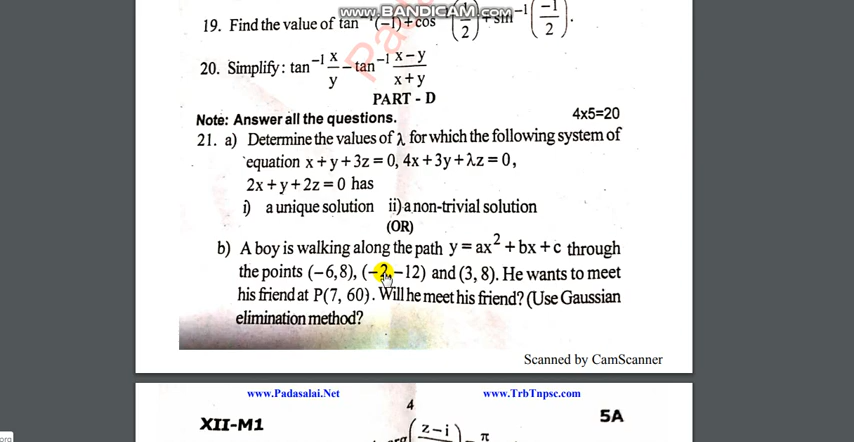 www.BANDICAM.com
19. Find the value of tan⁻¹(−1)+cos (1/2)+sin⁻¹(−1/2).
20. Simplify: tan⁻¹ x/y − tan⁻¹ (x−y)/(x+y)
PART - D
Note: Answer all the questions. 4x5=20
21. a) Determine the values of λ for which the following system of
equation x+y+3z=0, 4x+3y+λz=0,
2x+y+2z=0 has
i) a unique solution ii) a non-trivial solution
(OR)
b) A boy is walking along the path y=ax²+bx+c through
the points (−6,8), (−2,−12) and (3,8). He wants to meet
his friend at P(7,60). Will he meet his friend? (Use Gaussian
elimination method?
Scanned by CamScanner
www.Padasalai.Net www.TrbTnpsc.com
4
XII-M1 5A
(z−i) π